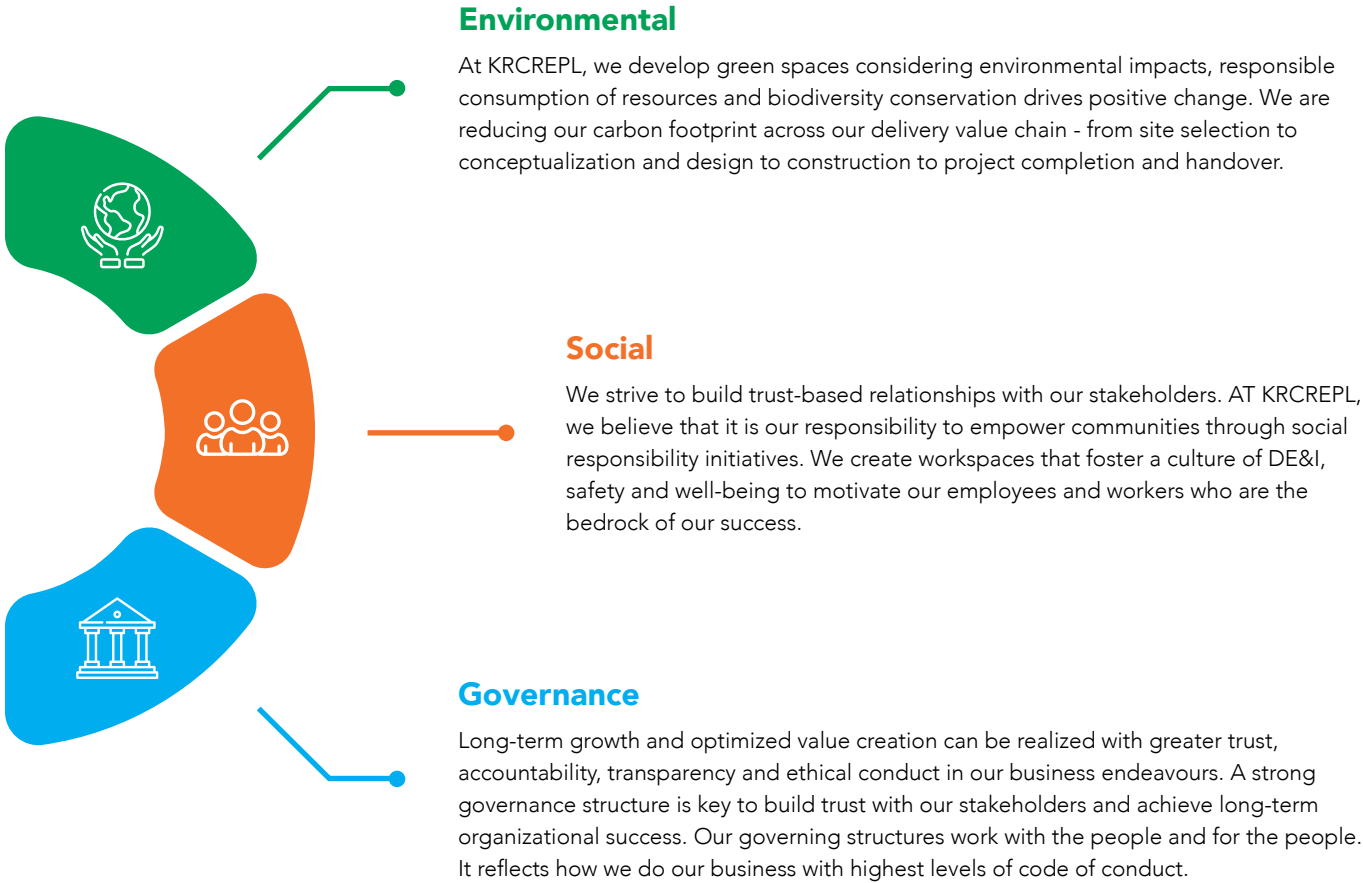 Environmental
At KRCREPL, we develop green spaces considering environmental impacts, responsible
consumption of resources and biodiversity conservation drives positive change. We are
reducing our carbon footprint across our delivery value chain - from site selection to
conceptualization and design to construction to project completion and handover.
Social
We strive to build trust-based relationships with our stakeholders. AT KRCREPL,
we believe that it is our responsibility to empower communities through social
responsibility initiatives. We create workspaces that foster a culture of DE&I,
safety and well-being to motivate our employees and workers who are the
bedrock of our success.
Governance
Long-term growth and optimized value creation can be realized with greater trust,
accountability, transparency and ethical conduct in our business endeavours. A strong
governance structure is key to build trust with our stakeholders and achieve long-term
organizational success. Our governing structures work with the people and for the people.
It reflects how we do our business with highest levels of code of conduct.